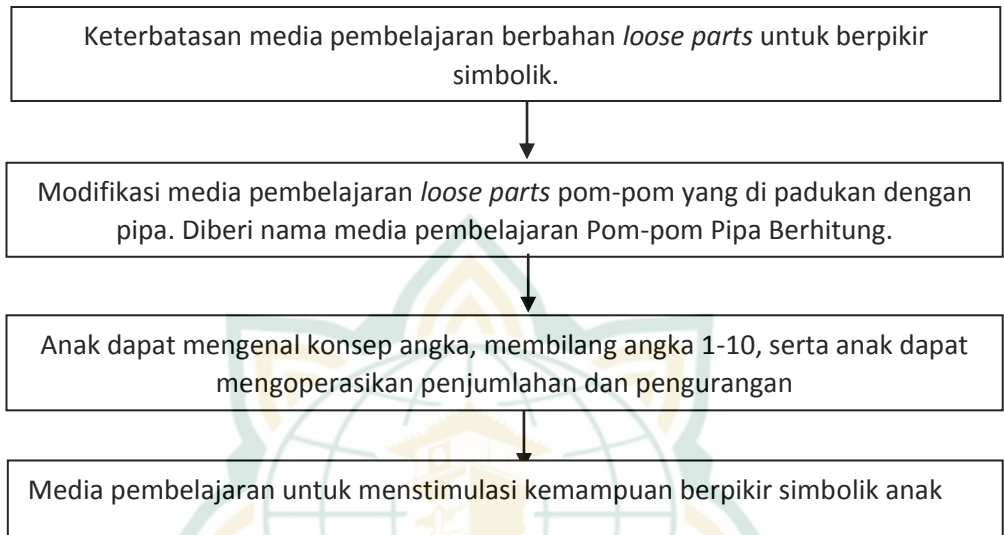 Keterbatasan media pembelajaran berbahan loose parts untuk berpikir
simbolik.
Modifikasi media pembelajaran loose parts pom-pom yang di padukan dengan
pipa. Diberi nama media pembelajaran Pom-pom Pipa Berhitung.
Anak dapat mengenal konsep angka, membilang angka 1-10, serta anak dapat
mengoperasikan penjumlahan dan pengurangan
Media pembelajaran untuk menstimulasi kemampuan berpikir simbolik anak